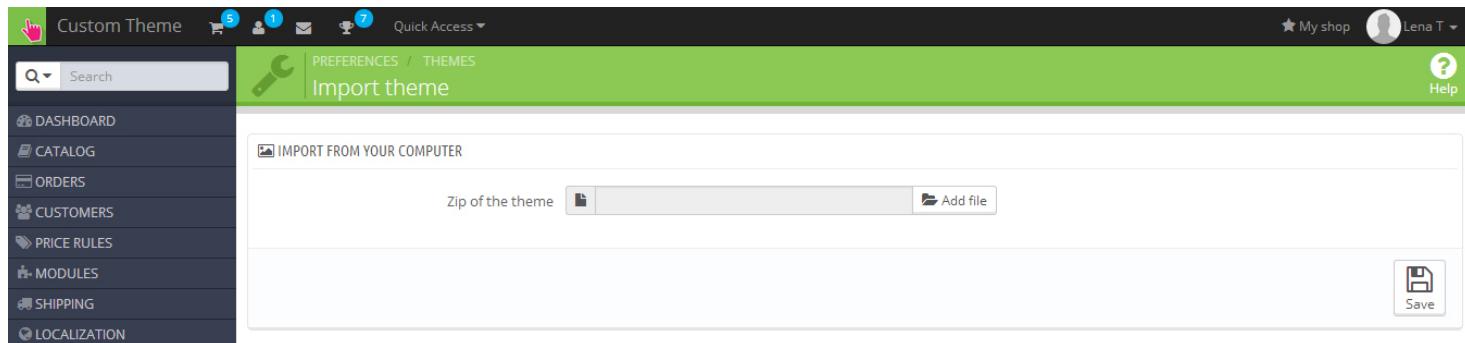 Custom Theme 5 1 7 Quick Access My shop Lena T
Search
PREFERENCES / THEMES
Import theme
Help
DASHBOARD
CATALOG
ORDERS
CUSTOMERS
PRICE RULES
MODULES
SHIPPING
LOCALIZATION
IMPORT FROM YOUR COMPUTER
Zip of the theme Add file
Save